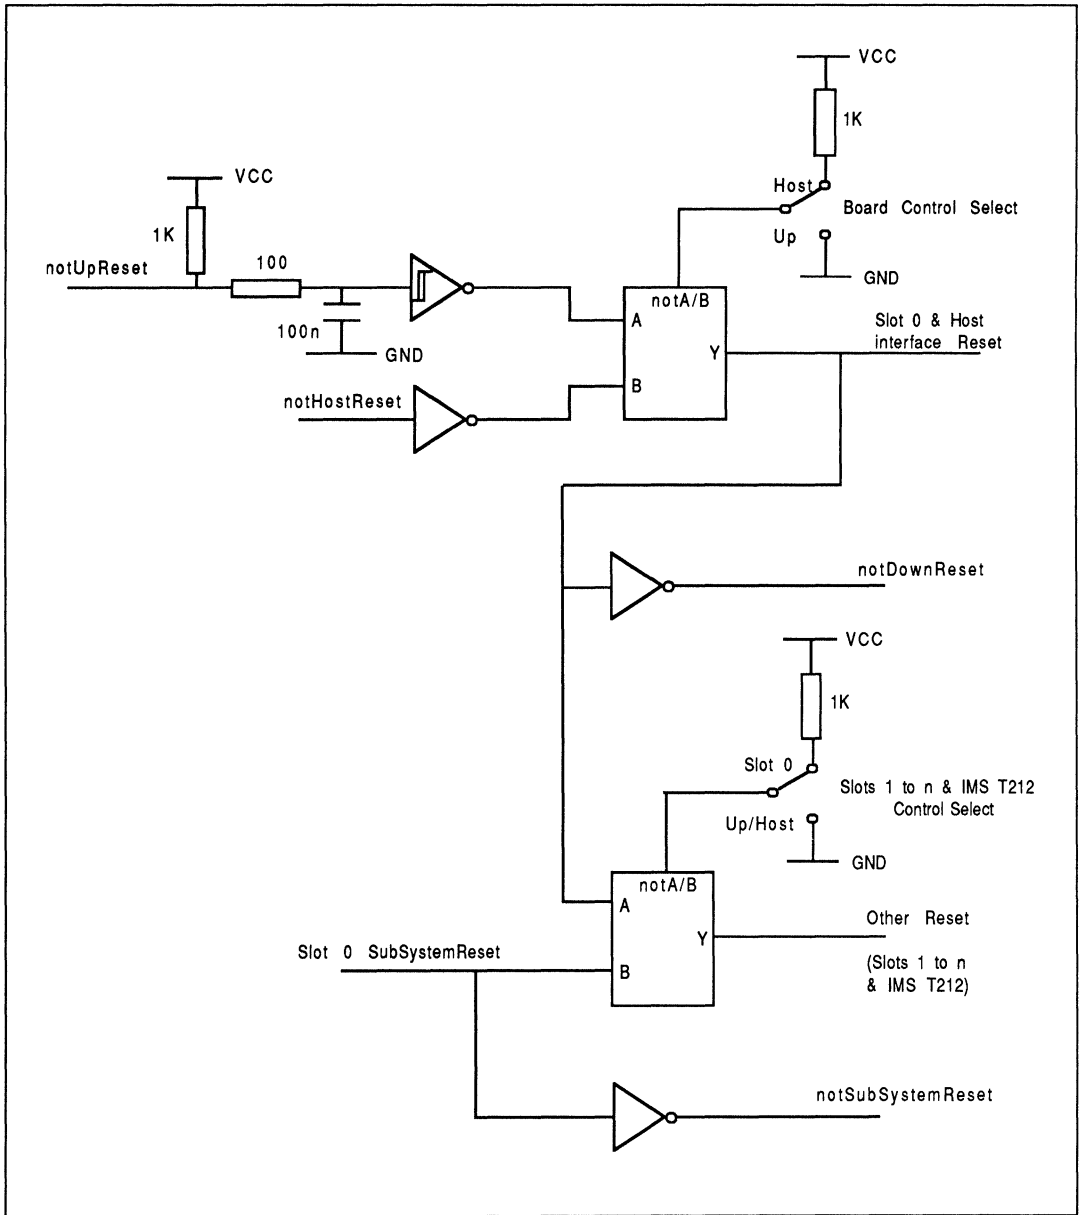 VCC
1K
Host
Board Control Select
Up
GND
VCC
1K
notUpReset
100
100n
GND
notHostReset
notA/B
A
B
Y
Slot 0 & Host
interface Reset
notDownReset
VCC
1K
Slot 0
Slots 1 to n & IMS T212
Control Select
Up/Host
GND
notA/B
A
Y
B
Other Reset
(Slots 1 to n
& IMS T212)
Slot 0 SubSystemReset
notSubSystemReset